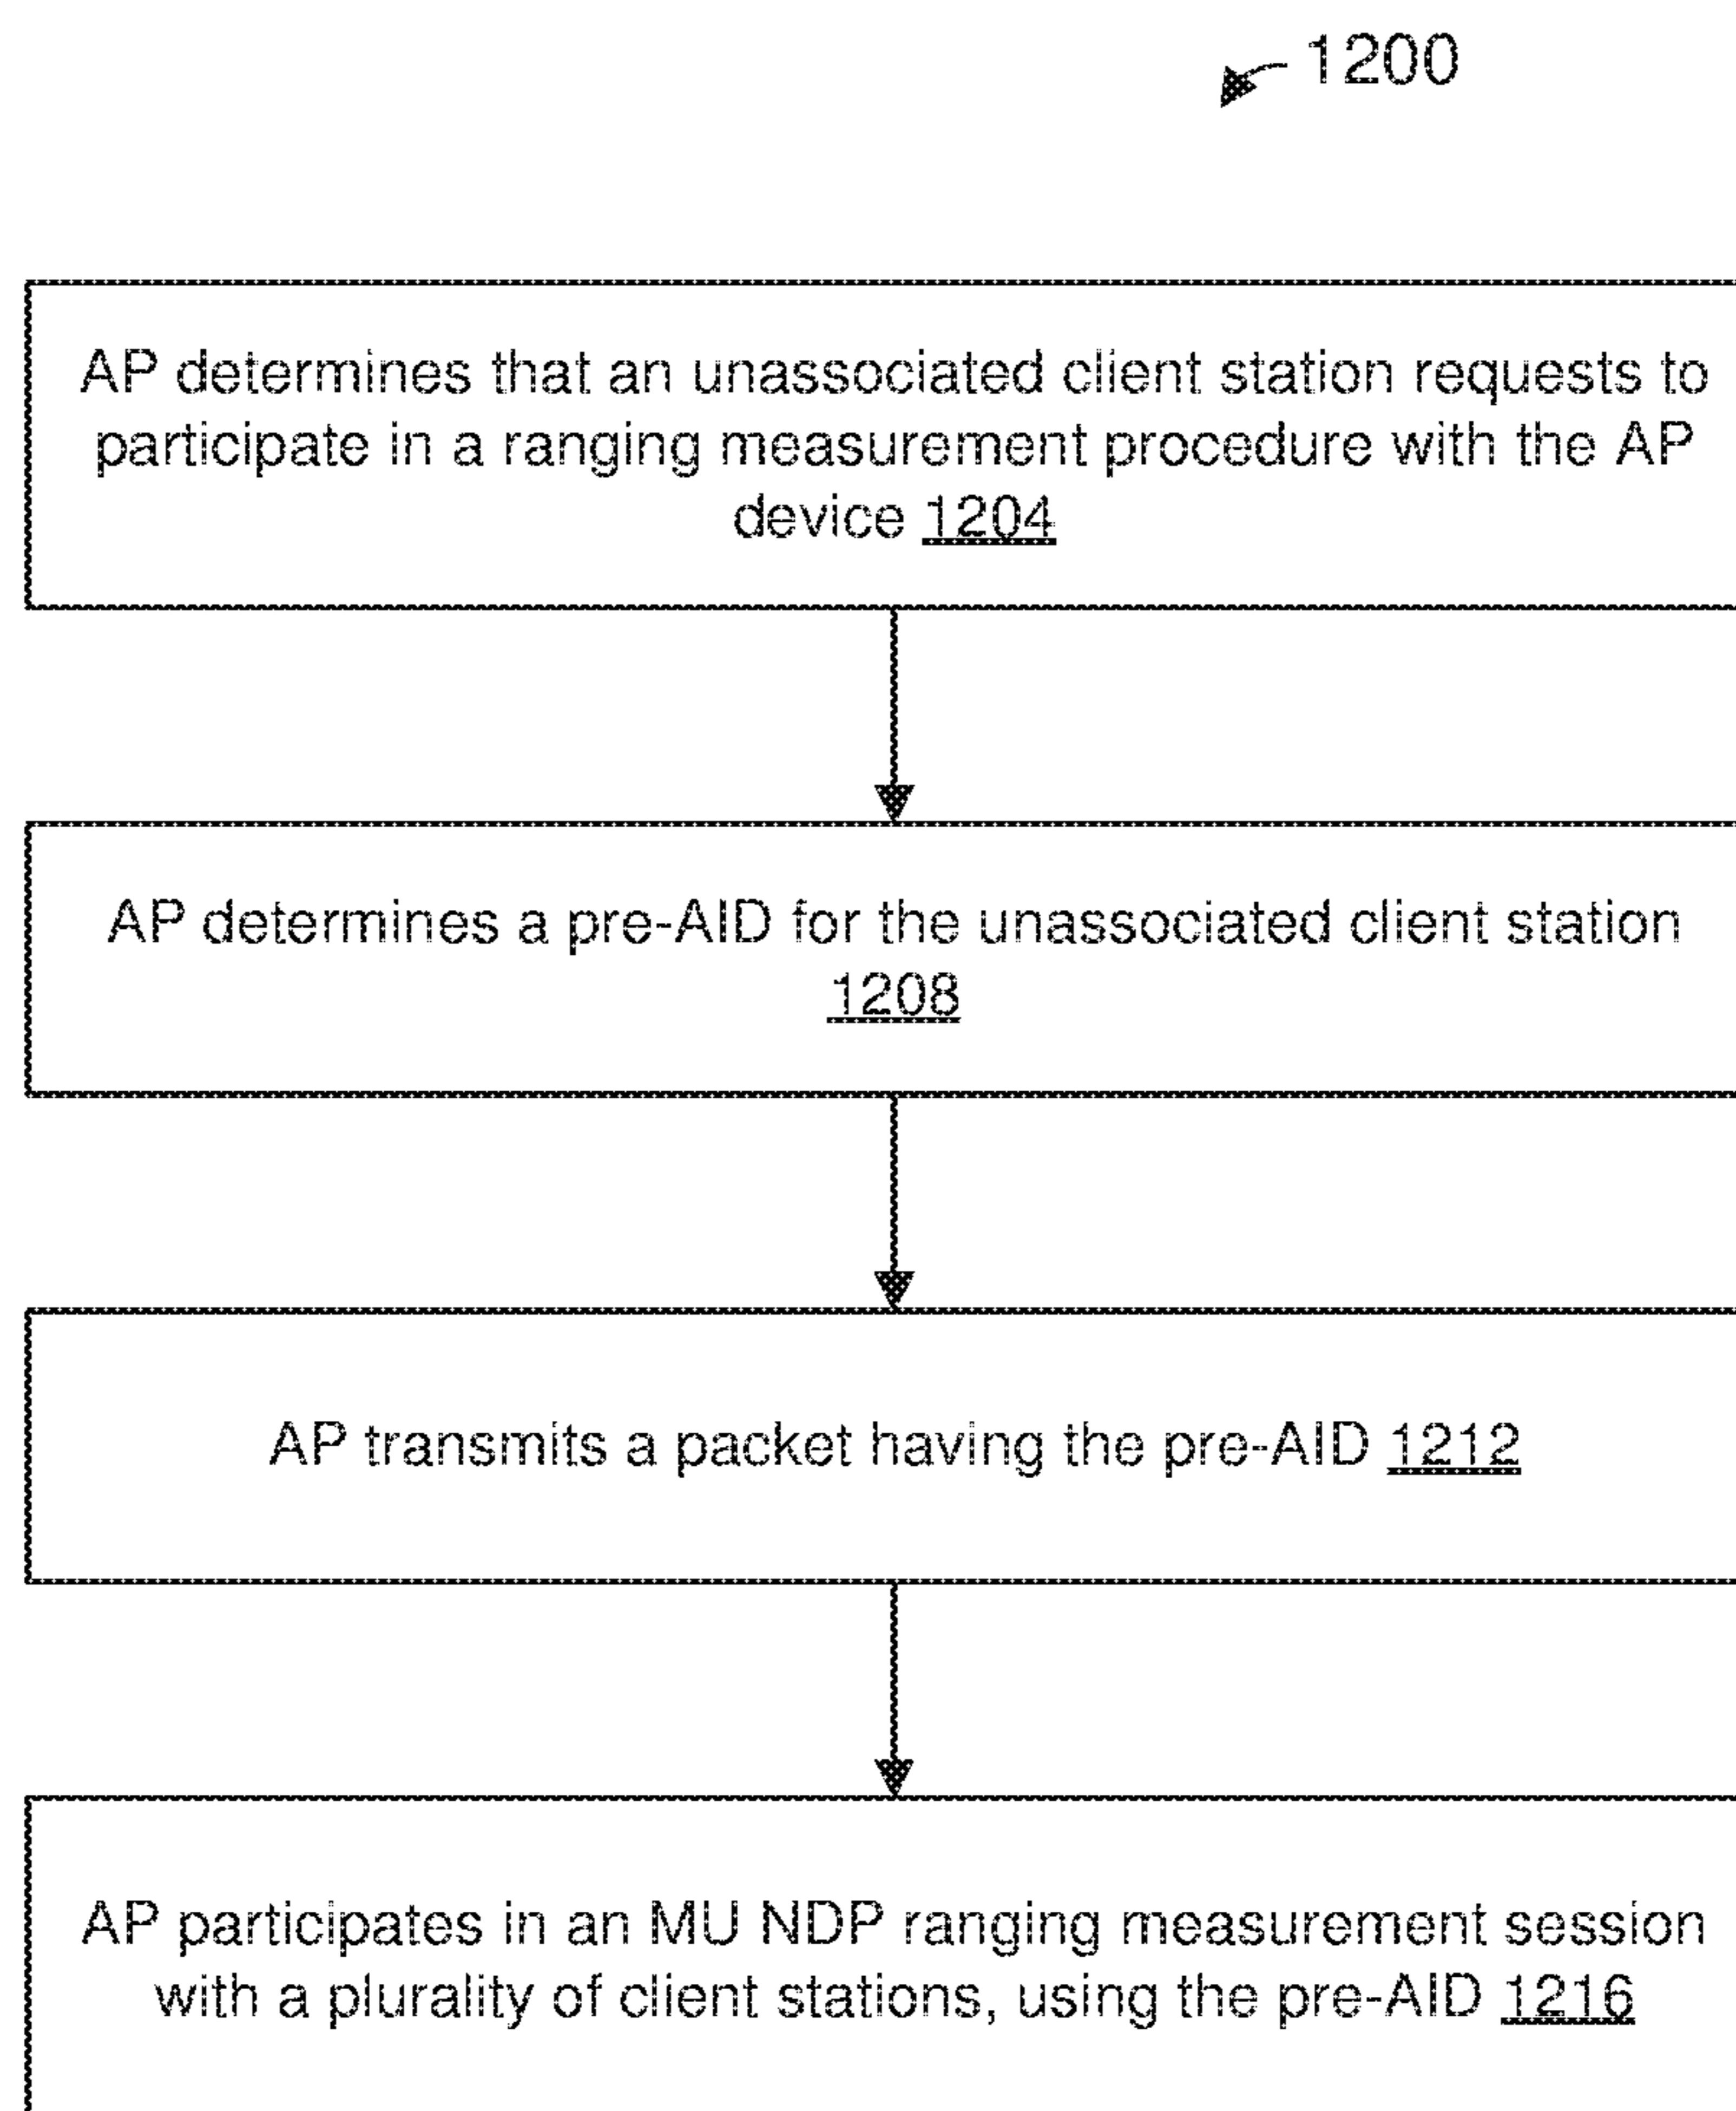 1200
AP determines that an unassociated client station requests to
participate in a ranging measurement procedure with the AP
device 1204
AP determines a pre-AID for the unassociated client station
1208
AP transmits a packet having the pre-AID 1212
AP participates in an MU NDP ranging measurement session
with a plurality of client stations, using the pre-AID 1216